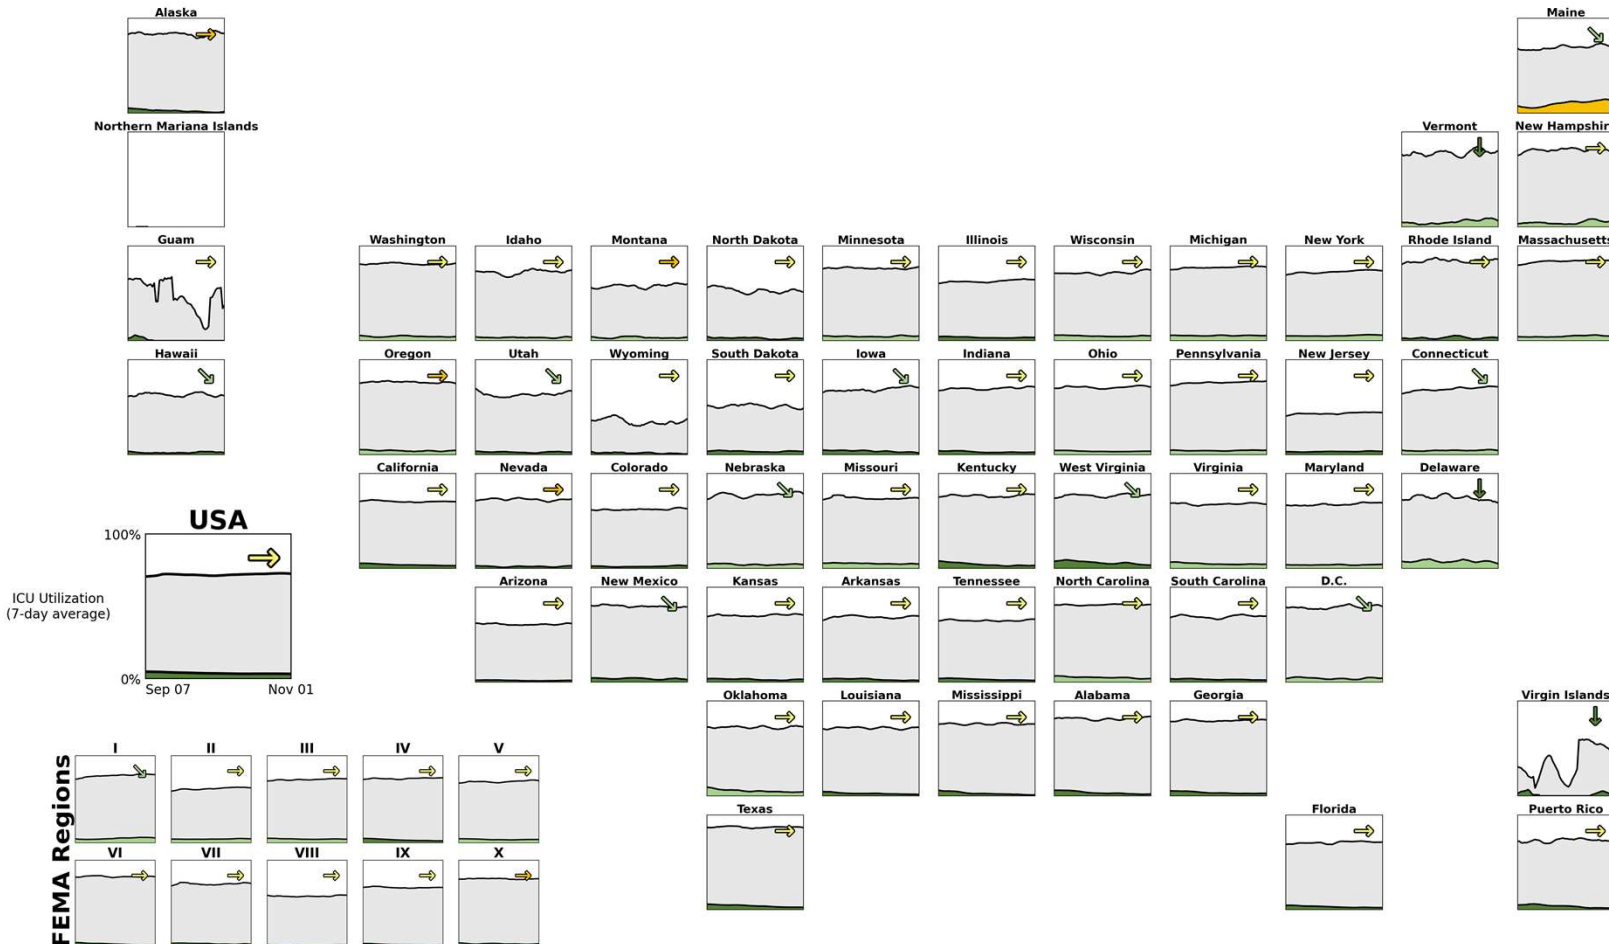 Alaska
Maine
Northern Mariana Islands
Vermont
New Hampshir
Guam
Washington
Idaho
Montana
North Dakota
Minnesota
Illinois
Wisconsin
Michigan
New York
Rhode Island
Massachusetts
Hawaii
Oregon
Utah
Wyoming
South Dakota
Iowa
Indiana
Ohio
Pennsylvania
New Jersey
Connecticut
California
Nevada
Colorado
Nebraska
Missouri
Kentucky
West Virginia
Virginia
Maryland
Delaware
USA
100%
ICU Utilization
(7-day average)
0%
Sep 07
Nov 01
Arizona
New Mexico
Kansas
Arkansas
Tennessee
North Carolina
South Carolina
D.C.
Oklahoma
Louisiana
Mississippi
Alabama
Georgia
Virgin Islands
FEMA Regions
I
II
III
IV
V
Texas
Florida
Puerto Rico
VI
VII
VIII
IX
X